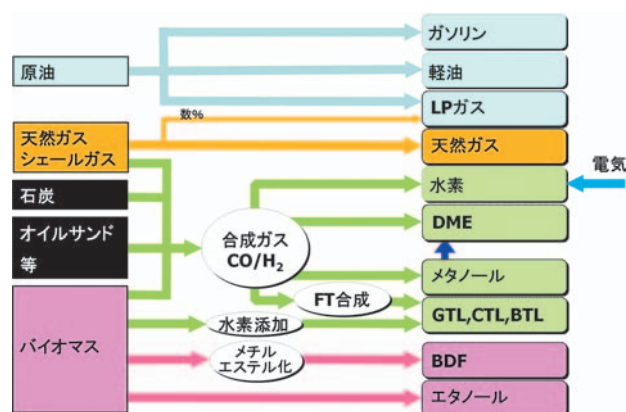 原油
天然ガス
シェールガス
石炭
オイルサンド
等
バイオマス
数%
合成ガス
CO/H₂
FT合成
水素添加
メチル
エステル化
ガソリン
軽油
LPガス
天然ガス
水素
電気
DME
メタノール
GTL,CTL,BTL
BDF
エタノール